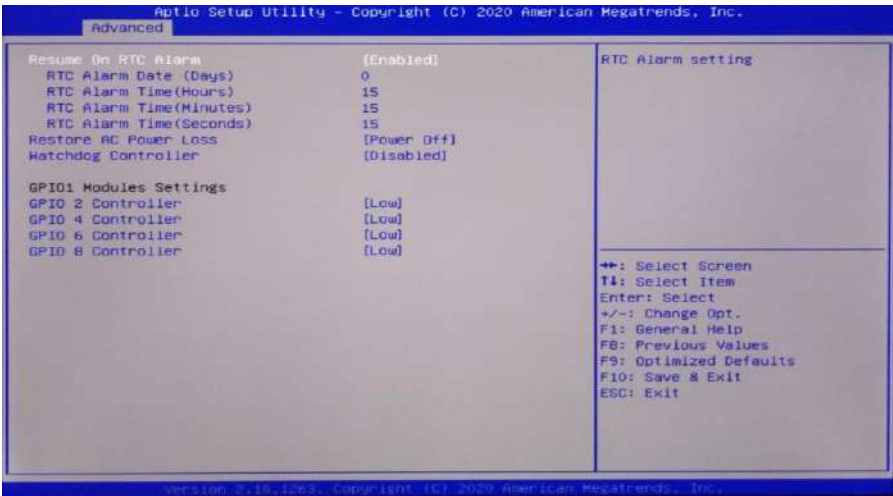 Aptio Setup Utility - Copyright (C) 2020 American Megatrends, Inc.
Advanced
Resume On RTC Alarm [Enabled]
RTC Alarm Date (Days) 0
RTC Alarm Time(Hours) 15
RTC Alarm Time(Minutes) 15
RTC Alarm Time(Seconds) 15
Restore AC Power Loss [Power Off]
Watchdog Controller [Disabled]
GPIO1 Modules Settings
GPIO 2 Controller [Low]
GPIO 4 Controller [Low]
GPIO 6 Controller [Low]
GPIO 8 Controller [Low]
RTC Alarm setting
→←: Select Screen
↑↓: Select Item
Enter: Select
+/-: Change Opt.
F1: General Help
F8: Previous Values
F9: Optimized Defaults
F10: Save & Exit
ESC: Exit
Version 2.18.1263. Copyright (C) 2020 American Megatrends, Inc.